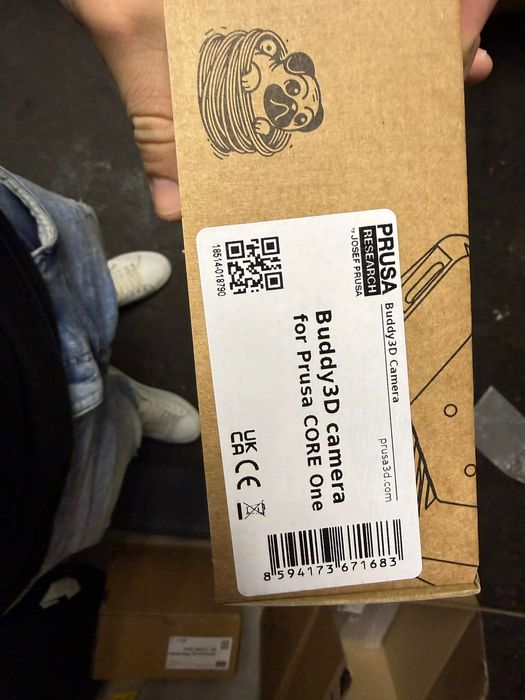 PRUSA
RESEARCH
by JOSEF PRUSA
Buddy3D Camera
prusa3d.com
Buddy3D camera
for Prusa CORE One
18514-018790
UK
CA CE
8 594173 671683